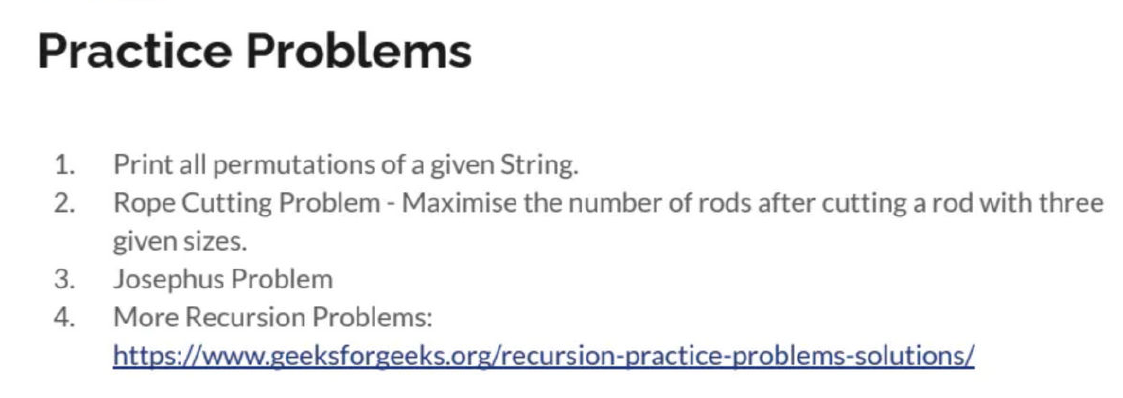 Practice Problems
1. Print all permutations of a given String.
2. Rope Cutting Problem - Maximise the number of rods after cutting a rod with three
given sizes.
3. Josephus Problem
4. More Recursion Problems:
https://www.geeksforgeeks.org/recursion-practice-problems-solutions/